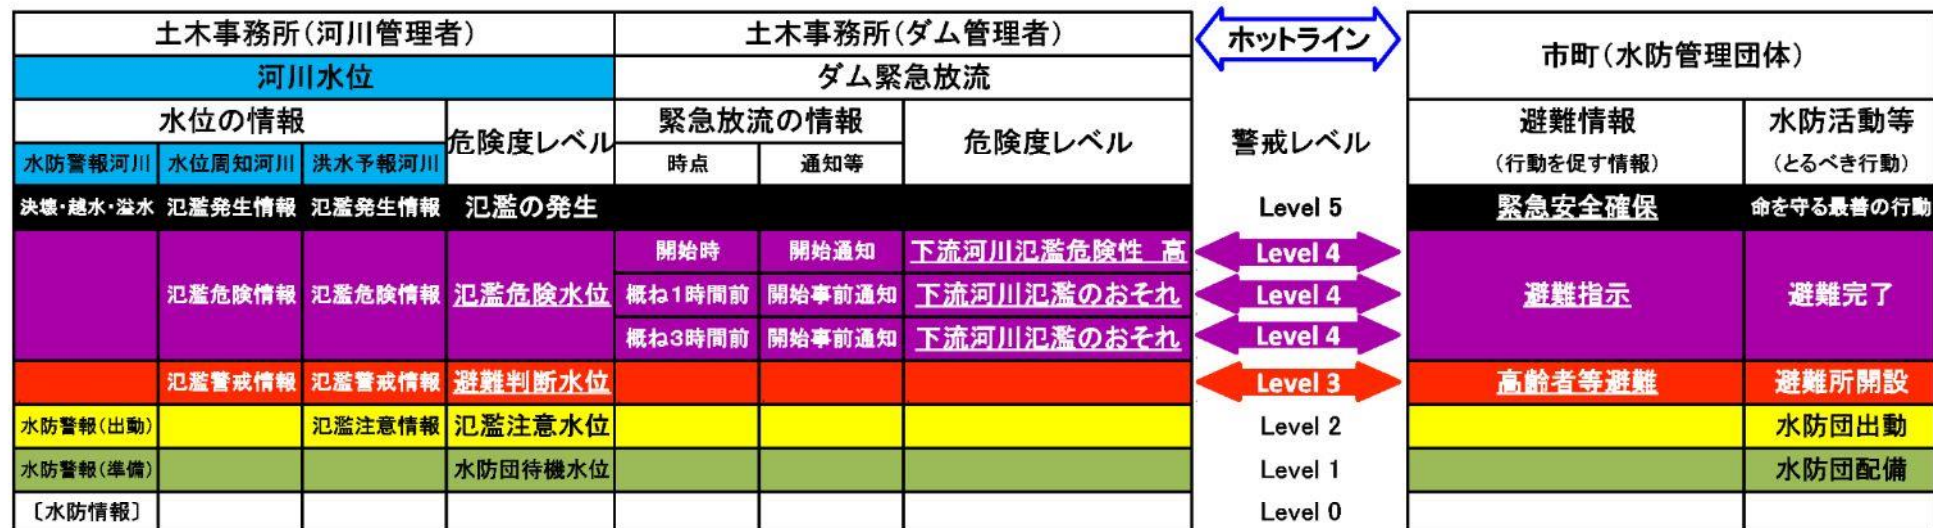 土木事務所(河川管理者) 土木事務所(ダム管理者) ホットライン 市町(水防管理団体)
河川水位 ダム緊急放流
水位の情報 危険度レベル 緊急放流の情報 危険度レベル 警戒レベル 避難情報 水防活動等
水防警報河川 水位周知河川 洪水予報河川 時点 通知等 (行動を促す情報) (とるべき行動)
決壊・越水・溢水 氾濫発生情報 氾濫発生情報 氾濫の発生 Level 5 緊急安全確保 命を守る最善の行動
開始時 開始通知 下流河川氾濫危険性 高 Level 4
氾濫危険情報 氾濫危険情報 氾濫危険水位 概ね1時間前 開始事前通知 下流河川氾濫のおそれ Level 4 避難指示 避難完了
概ね3時間前 開始事前通知 下流河川氾濫のおそれ Level 4
氾濫警戒情報 氾濫警戒情報 避難判断水位 Level 3 高齢者等避難 避難所開設
水防警報(出動) 氾濫注意情報 氾濫注意水位 Level 2 水防団出動
水防警報(準備) 水防団待機水位 Level 1 水防団配備
〔水防情報〕 Level 0